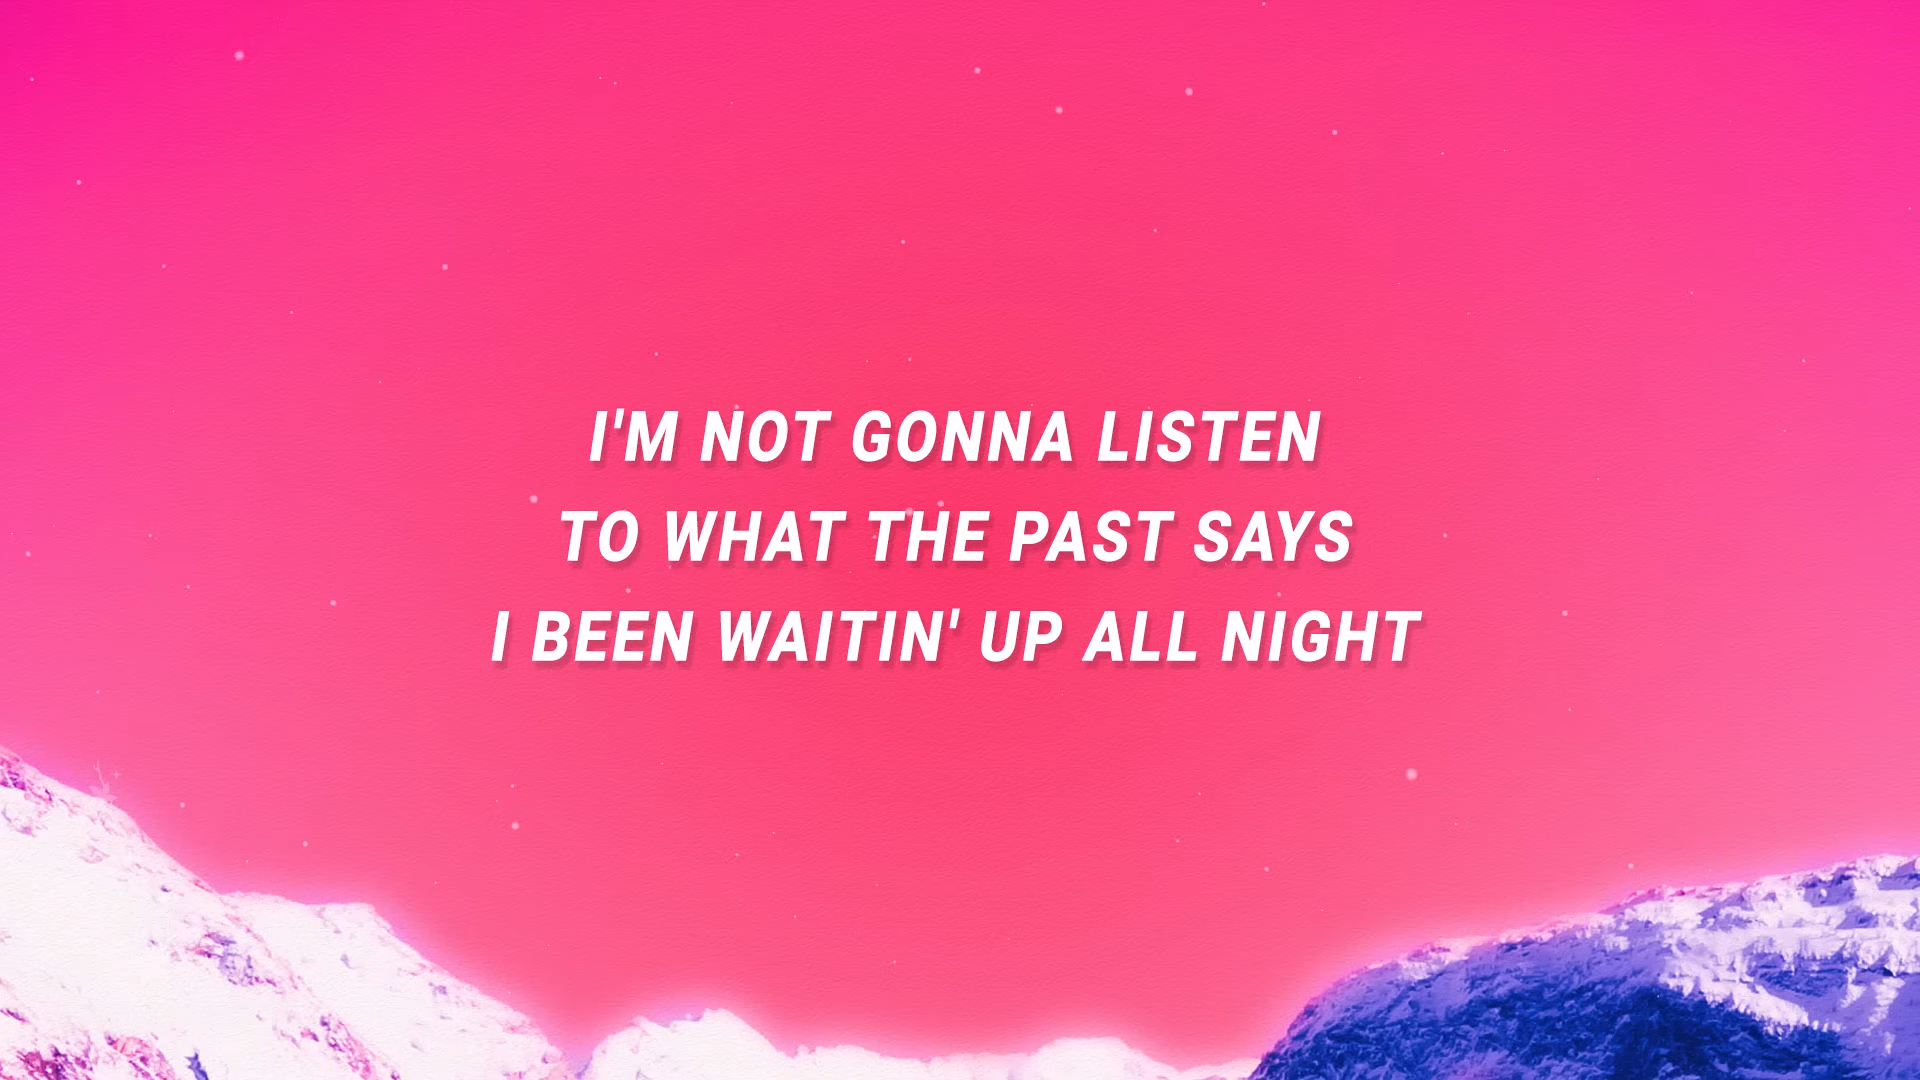 I'M NOT GONNA LISTEN
TO WHAT THE PAST SAYS
I BEEN WAITIN' UP ALL NIGHT